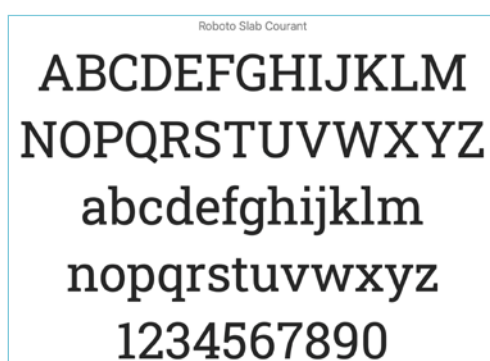 Roboto Slab Courant
ABCDEFGHIJKLM
NOPQRSTUVWXYZ
abcdefghijklm
nopqrstuvwxyz
1234567890